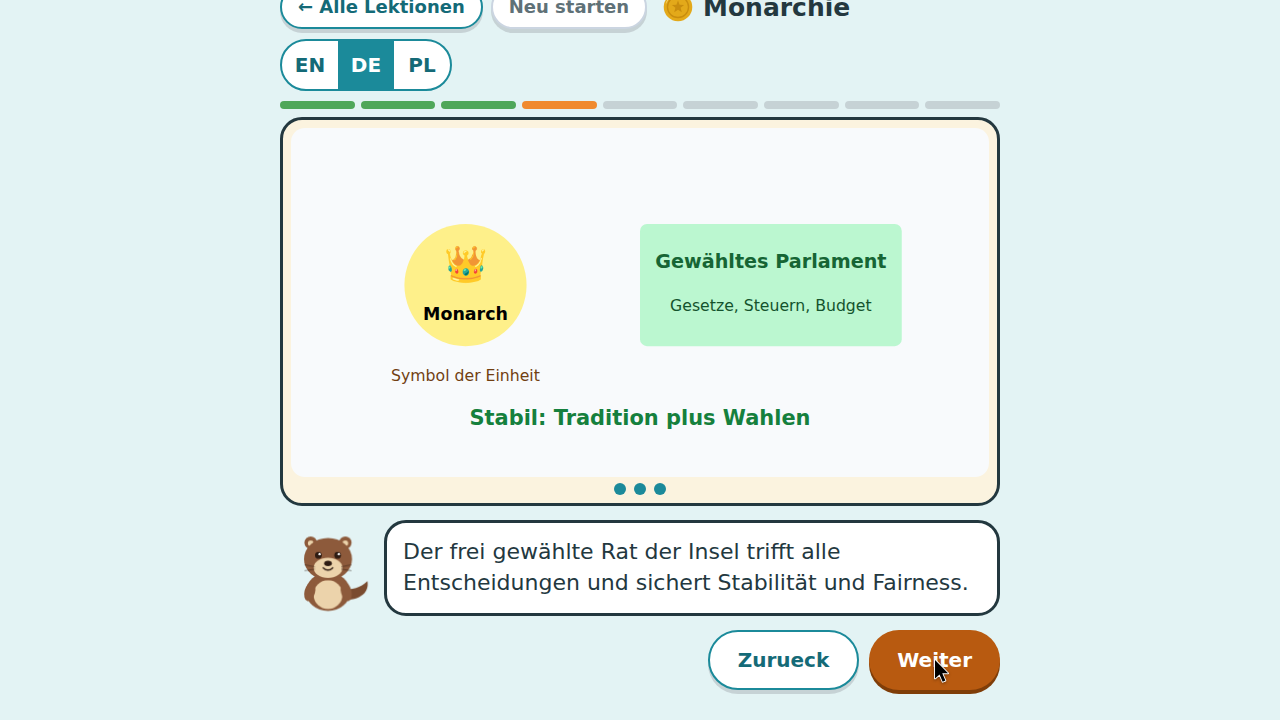 ← Alle Lektionen
Neu starten
Monarchie
EN DE PL
Monarch
Symbol der Einheit
Gewähltes Parlament
Gesetze, Steuern, Budget
Stabil: Tradition plus Wahlen
Der frei gewählte Rat der Insel trifft alle
Entscheidungen und sichert Stabilität und Fairness.
Zurueck
Weiter